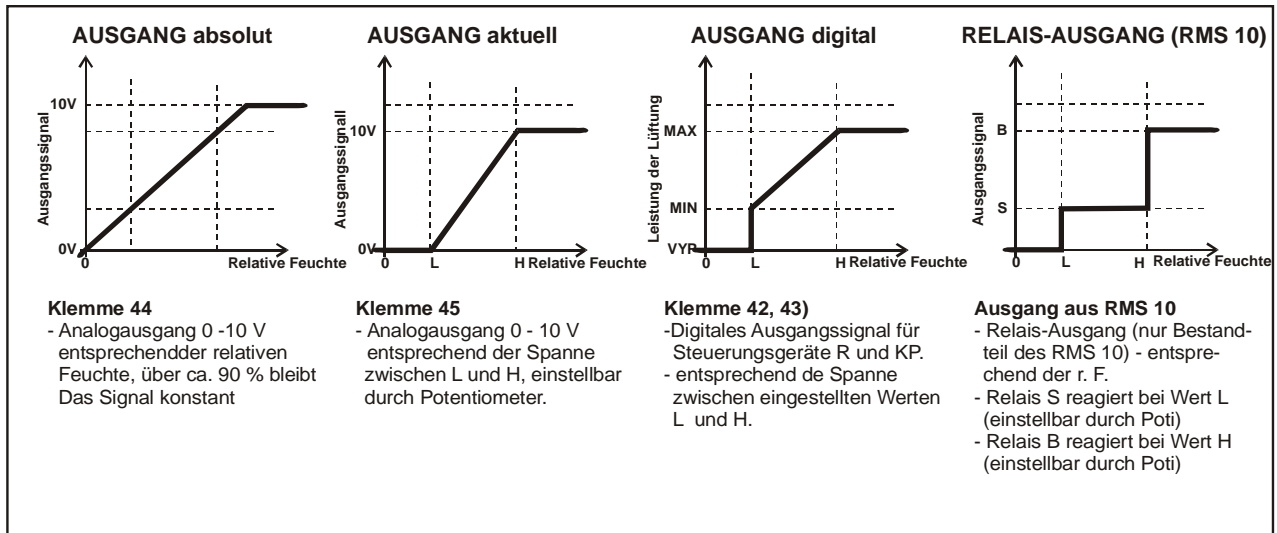 AUSGANG absolut
Ausgangssignal
10V
0V
0
Relative Feuchte
Klemme 44
- Analogausgang 0 -10 V
entsprechendder relativen
Feuchte, über ca. 90 % bleibt
Das Signal konstant
AUSGANG aktuell
Ausgangssignall
10V
0V
0
L
H
Relative Feuchte
Klemme 45
- Analogausgang 0 - 10 V
entsprechend der Spanne
zwischen L und H, einstellbar
durch Potentiometer.
AUSGANG digital
Leistung der Lüftung
MAX
MIN
VYP
0
L
H
Relative Feuchte
Klemme 42, 43)
-Digitales Ausgangssignal für
Steuerungsgeräte R und KP.
- entsprechend de Spanne
zwischen eingestellten Werten
L und H.
RELAIS-AUSGANG (RMS 10)
Ausgangssignal
B
S
0
L
H
Relative Feuchte
Ausgang aus RMS 10
- Relais-Ausgang (nur Bestand-
teil des RMS 10) - entspre-
chend der r. F.
- Relais S reagiert bei Wert L
(einstellbar durch Poti)
- Relais B reagiert bei Wert H
(einstellbar durch Poti)